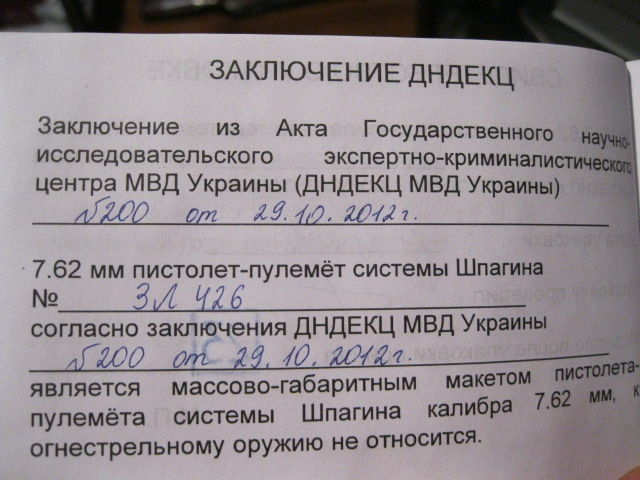 ЗАКЛЮЧЕНИЕ ДНДЕКЦ
Заключение из Акта Государственного научно-
исследовательского экспертно-криминалистического
центра МВД Украины (ДНДЕКЦ МВД Украины)
№200 от 29.10.2012г.
7.62 мм пистолет-пулемёт системы Шпагина
№ ЗЛ 426
согласно заключения ДНДЕКЦ МВД Украины
№200 от 29.10.2012г.
является массово-габаритным макетом пистолета-
пулемёта системы Шпагина калибра 7.62 мм, к
огнестрельному оружию не относится.